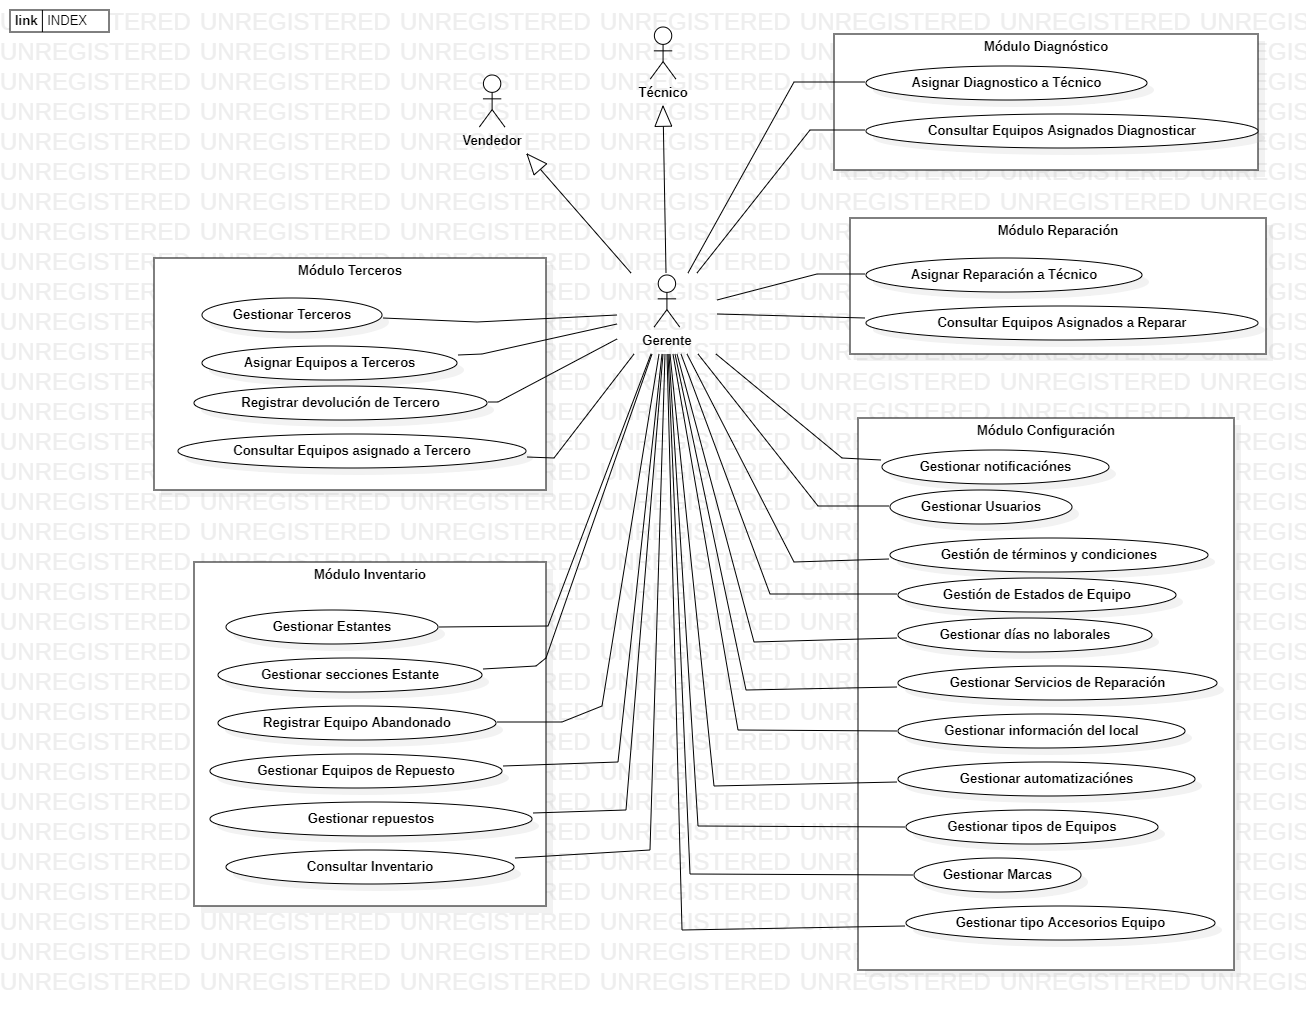 link INDEX
Técnico
Vendedor
Módulo Diagnóstico
Asignar Diagnostico a Técnico
Consultar Equipos Asignados Diagnosticar
Módulo Reparación
Asignar Reparación a Técnico
Consultar Equipos Asignados a Reparar
Módulo Terceros
Gestionar Terceros
Asignar Equipos a Terceros
Registrar devolución de Tercero
Consultar Equipos asignado a Tercero
Gerente
Módulo Configuración
Gestionar notificaciónes
Gestionar Usuarios
Gestión de términos y condiciones
Gestión de Estados de Equipo
Gestionar días no laborales
Gestionar Servicios de Reparación
Gestionar información del local
Gestionar automatizaciónes
Gestionar tipos de Equipos
Gestionar Marcas
Gestionar tipo Accesorios Equipo
Módulo Inventario
Gestionar Estantes
Gestionar secciones Estante
Registrar Equipo Abandonado
Gestionar Equipos de Repuesto
Gestionar repuestos
Consultar Inventario
UNREGISTERED